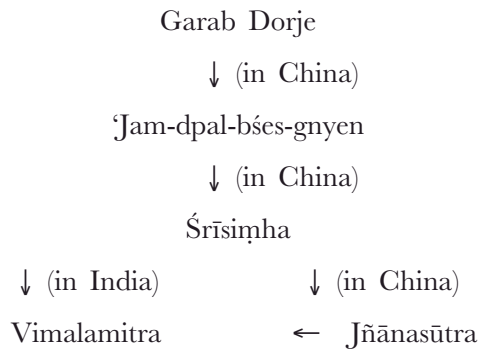 Garab Dorje
↓ (in China)
‘Jam-dpal-bśes-gnyen
↓ (in China)
Śrīsiṃha
↓ (in India) ↓ (in China)
Vimalamitra ← Jñānasūtra